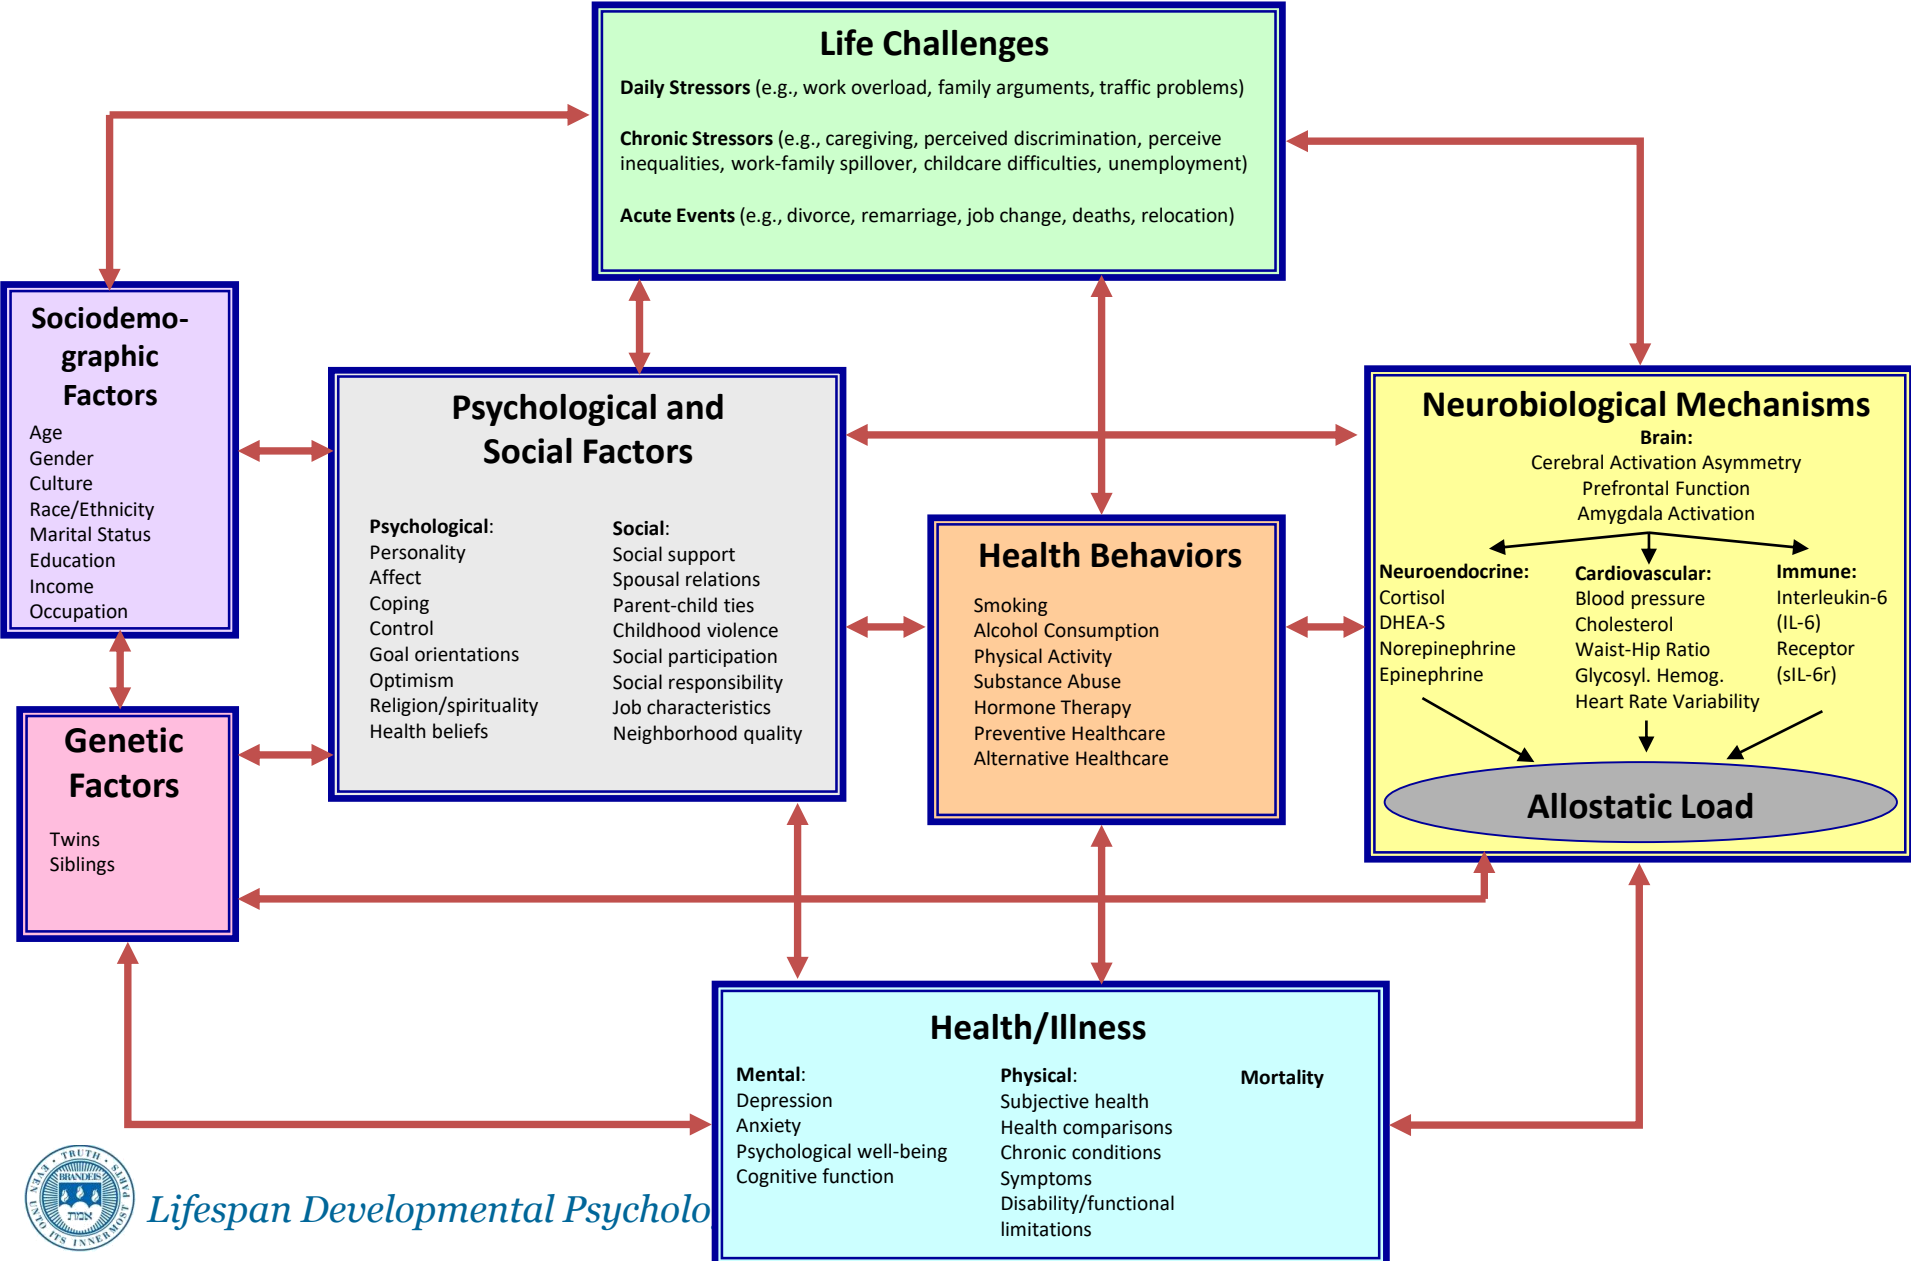 Life Challenges
Daily Stressors (e.g., work overload, family arguments, traffic problems)
Chronic Stressors (e.g., caregiving, perceived discrimination, perceive
inequalities, work-family spillover, childcare difficulties, unemployment)
Acute Events (e.g., divorce, remarriage, job change, deaths, relocation)
Sociodemo-
graphic
Factors
Age
Gender
Culture
Race/Ethnicity
Marital Status
Education
Income
Occupation
Psychological and
Social Factors
Psychological:
Personality
Affect
Coping
Control
Goal orientations
Optimism
Religion/spirituality
Health beliefs
Social:
Social support
Spousal relations
Parent-child ties
Childhood violence
Social participation
Social responsibility
Job characteristics
Neighborhood quality
Health Behaviors
Smoking
Alcohol Consumption
Physical Activity
Substance Abuse
Hormone Therapy
Preventive Healthcare
Alternative Healthcare
Neurobiological Mechanisms
Brain:
Cerebral Activation Asymmetry
Prefrontal Function
Amygdala Activation
Neuroendocrine:
Cortisol
DHEA-S
Norepinephrine
Epinephrine
Cardiovascular:
Blood pressure
Cholesterol
Waist-Hip Ratio
Glycosyl. Hemog.
Heart Rate Variability
Immune:
Interleukin-6
(IL-6)
Receptor
(sIL-6r)
Allostatic Load
Genetic
Factors
Twins
Siblings
Health/Illness
Mental:
Depression
Anxiety
Psychological well-being
Cognitive function
Physical:
Subjective health
Health comparisons
Chronic conditions
Symptoms
Disability/functional
limitations
Mortality
TRUTH · EVEN UNTO ITS INNERMOST PARTS
BRANDEIS
אמת
Lifespan Developmental Psycholo